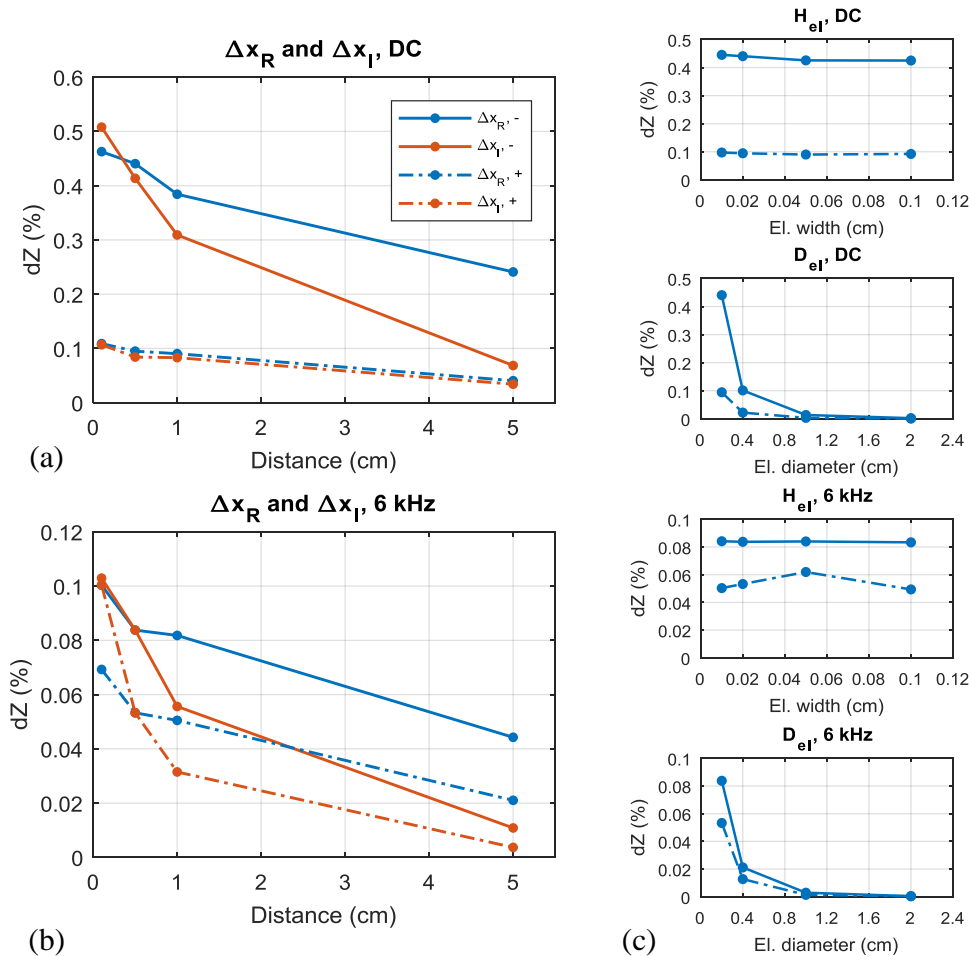 Δx_R and Δx_I, DC
0.6
0.5
0.4
0.3
0.2
0.1
0
dZ (%)
Δx_R, -
Δx_I, -
Δx_R, +
Δx_I, +
0 1 2 3 4 5
Distance (cm)
(a)
Δx_R and Δx_I, 6 kHz
0.12
0.1
0.08
0.06
0.04
0.02
0
dZ (%)
0 1 2 3 4 5
Distance (cm)
(b)
H_el, DC
0.5
0.4
0.3
0.2
0.1
0
dZ (%)
0 0.02 0.04 0.06 0.08 0.1 0.12
El. width (cm)
D_el, DC
0.5
0.4
0.3
0.2
0.1
0
dZ (%)
0 0.4 0.8 1.2 1.6 2 2.4
El. diameter (cm)
H_el, 6 kHz
0.1
0.08
0.06
0.04
0.02
0
dZ (%)
0 0.02 0.04 0.06 0.08 0.1 0.12
El. width (cm)
D_el, 6 kHz
0.1
0.08
0.06
0.04
0.02
0
dZ (%)
0 0.4 0.8 1.2 1.6 2 2.4
El. diameter (cm)
(c)